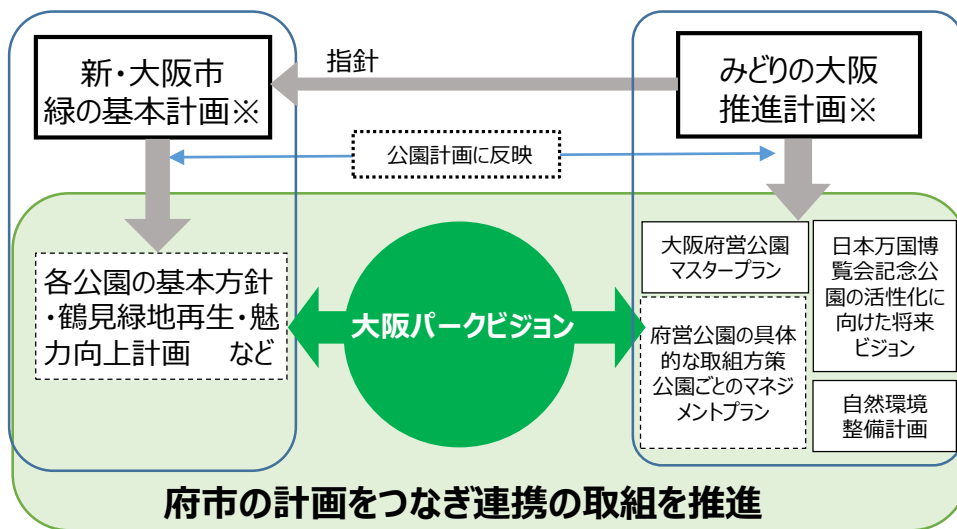 新・大阪市
緑の基本計画※
指針
みどりの大阪
推進計画※
公園計画に反映
各公園の基本方針
・鶴見緑地再生・魅
力向上計画 など
大阪パークビジョン
大阪府営公園
マスタープラン
府営公園の具体
的な取組方策
公園ごとのマネジ
メントプラン
日本万国博
覧会記念公
園の活性化に
向けた将来
ビジョン
自然環境
整備計画
府市の計画をつなぎ連携の取組を推進